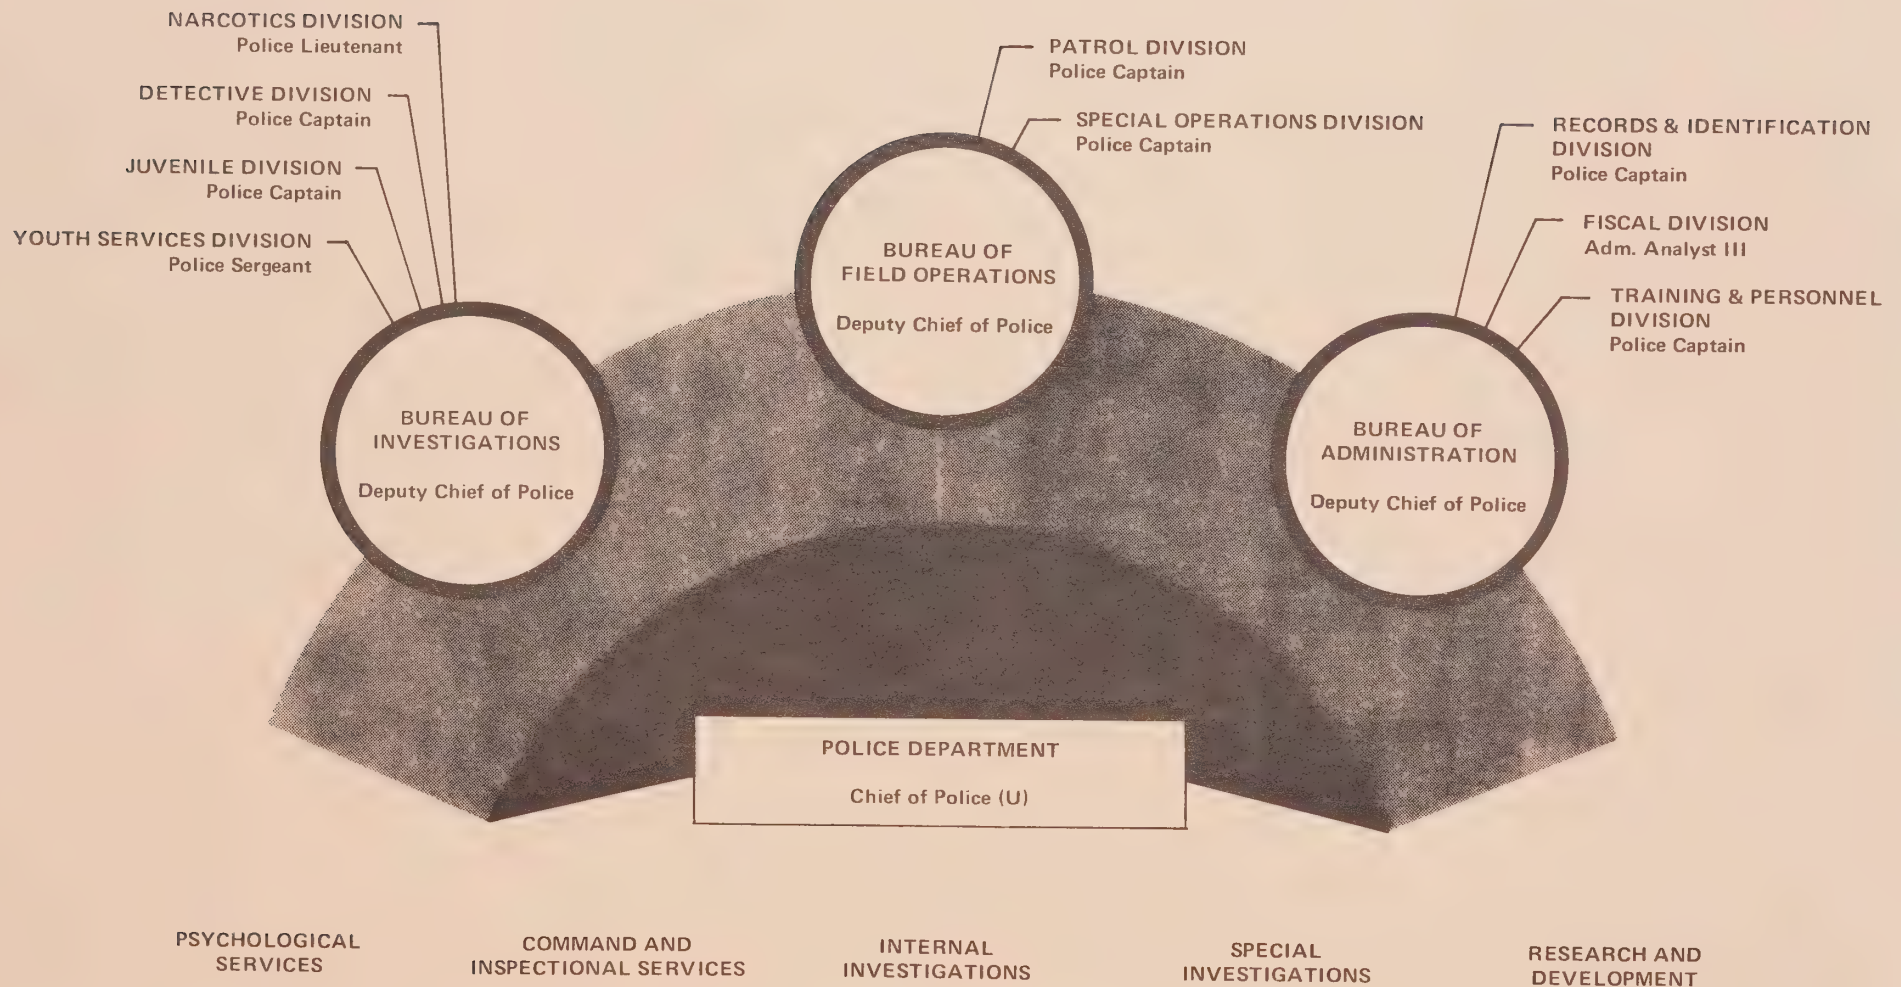 NARCOTICS DIVISION
Police Lieutenant
DETECTIVE DIVISION
Police Captain
JUVENILE DIVISION
Police Captain
YOUTH SERVICES DIVISION
Police Sergeant
PATROL DIVISION
Police Captain
SPECIAL OPERATIONS DIVISION
Police Captain
RECORDS & IDENTIFICATION
DIVISION
Police Captain
FISCAL DIVISION
Adm. Analyst III
TRAINING & PERSONNEL
DIVISION
Police Captain
BUREAU OF
INVESTIGATIONS
Deputy Chief of Police
BUREAU OF
FIELD OPERATIONS
Deputy Chief of Police
BUREAU OF
ADMINISTRATION
Deputy Chief of Police
POLICE DEPARTMENT
Chief of Police (U)
PSYCHOLOGICAL
SERVICES
COMMAND AND
INSPECTIONAL SERVICES
INTERNAL
INVESTIGATIONS
SPECIAL
INVESTIGATIONS
RESEARCH AND
DEVELOPMENT